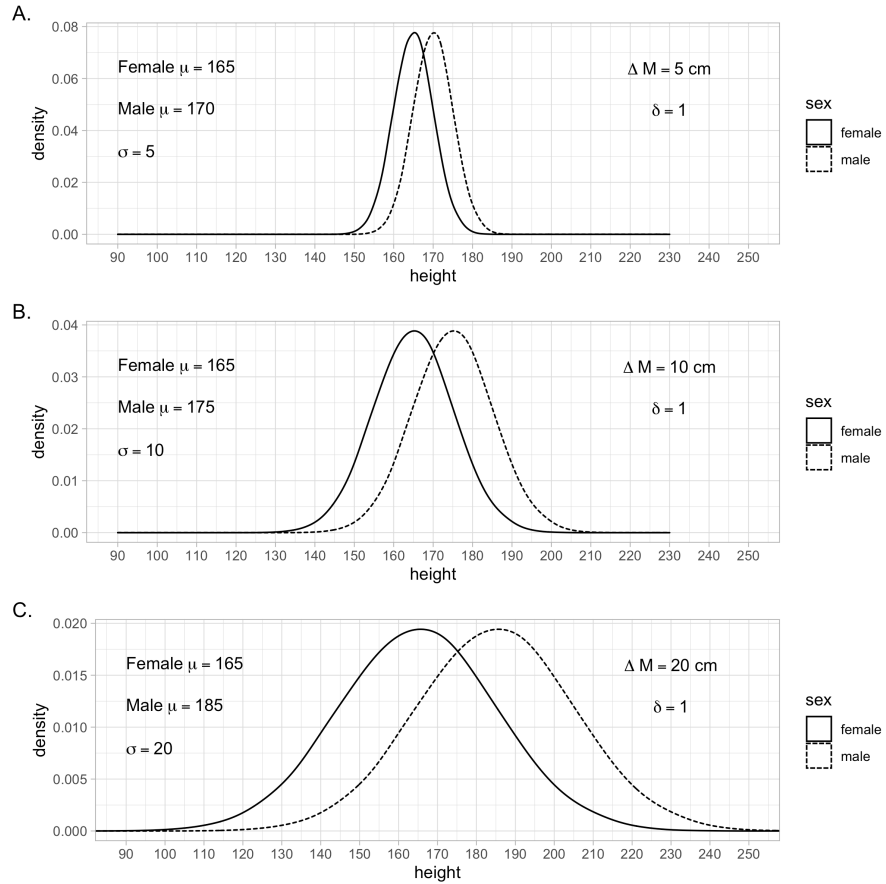 A.
Female μ = 165
Male μ = 170
σ = 5
Δ M = 5 cm
δ = 1
density
0.08
0.06
0.04
0.02
0.00
90 100 110 120 130 140 150 160 170 180 190 200 210 220 230 240 250
height
sex
female
male
B.
Female μ = 165
Male μ = 175
σ = 10
Δ M = 10 cm
δ = 1
density
0.04
0.03
0.02
0.01
0.00
90 100 110 120 130 140 150 160 170 180 190 200 210 220 230 240 250
height
sex
female
male
C.
Female μ = 165
Male μ = 185
σ = 20
Δ M = 20 cm
δ = 1
density
0.020
0.015
0.010
0.005
0.000
90 100 110 120 130 140 150 160 170 180 190 200 210 220 230 240 250
height
sex
female
male